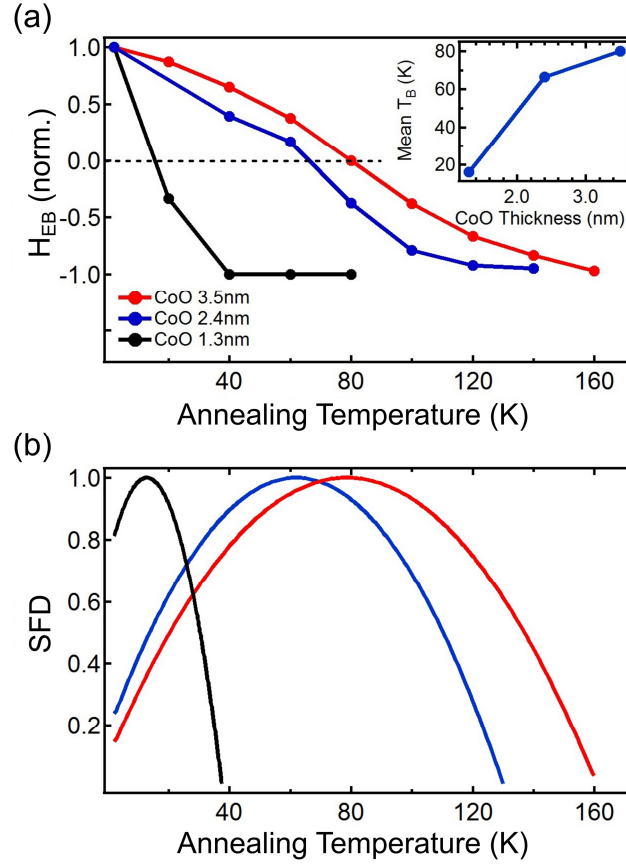 (a)
1.0
0.5
0.0
-0.5
-1.0
H_EB (norm.)
CoO 3.5nm
CoO 2.4nm
CoO 1.3nm
40 80 120 160
Annealing Temperature (K)
80
60
40
20
Mean T_B (K)
2.0 3.0
CoO Thickness (nm)
(b)
1.0
0.8
0.6
0.4
0.2
SFD
40 80 120 160
Annealing Temperature (K)